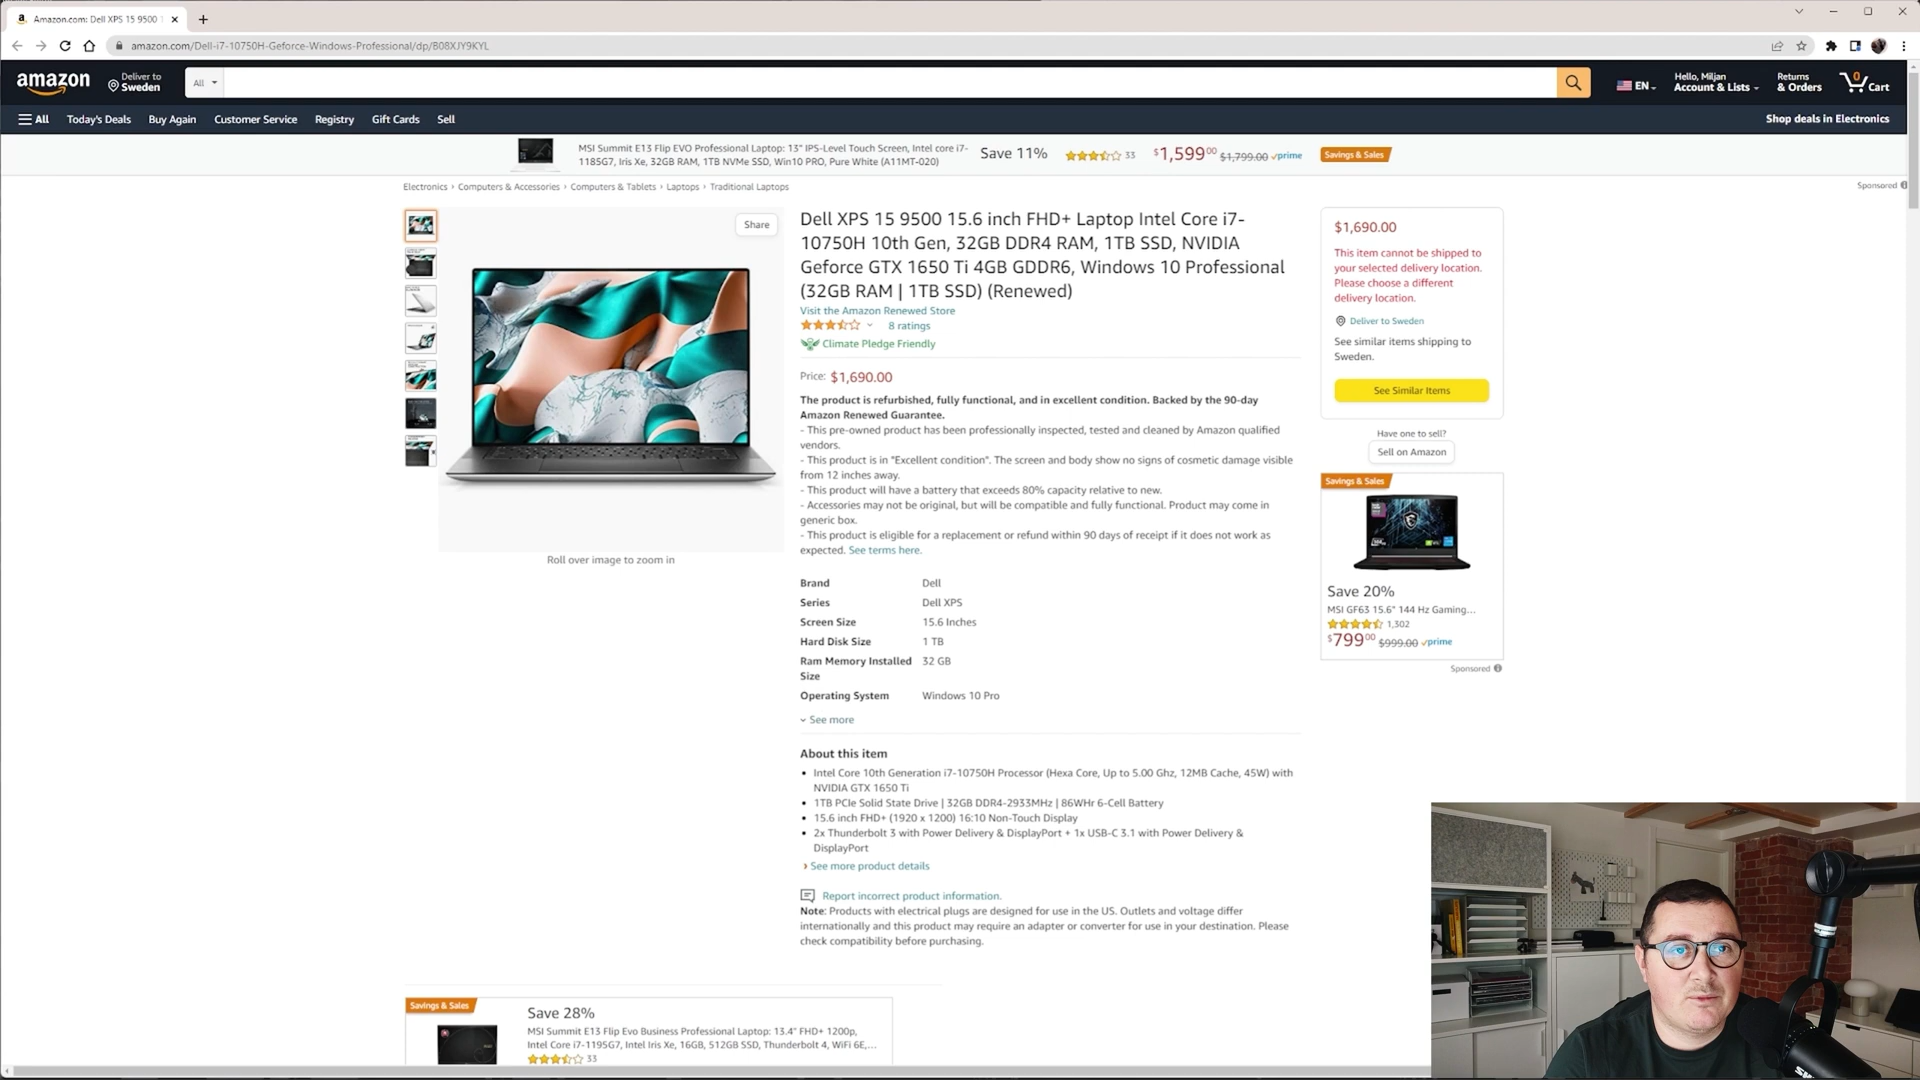 Amazon.com: Dell XPS 15 9500 1
amazon.com/Dell-i7-10750H-Geforce-Windows-Professional/dp/B08XJY9KYL
amazon
Deliver to
Sweden
All
EN
Hello, Miljan
Account & Lists
Returns
& Orders
0
Cart
All
Today's Deals
Buy Again
Customer Service
Registry
Gift Cards
Sell
Shop deals in Electronics
MSI Summit E13 Flip EVO Professional Laptop: 13" IPS-Level Touch Screen, Intel core i7-
1185G7, Iris Xe, 32GB RAM, 1TB NVMe SSD, Win10 PRO, Pure White (A11MT-020)
Save 11%
33
$1,599⁰⁰ $1,799.00 prime
Savings & Sales
Electronics › Computers & Accessories › Computers & Tablets › Laptops › Traditional Laptops
Sponsored
Share
Roll over image to zoom in
Dell XPS 15 9500 15.6 inch FHD+ Laptop Intel Core i7-
10750H 10th Gen, 32GB DDR4 RAM, 1TB SSD, NVIDIA
Geforce GTX 1650 Ti 4GB GDDR6, Windows 10 Professional
(32GB RAM | 1TB SSD) (Renewed)
Visit the Amazon Renewed Store
8 ratings
Climate Pledge Friendly
Price: $1,690.00
The product is refurbished, fully functional, and in excellent condition. Backed by the 90-day
Amazon Renewed Guarantee.
- This pre-owned product has been professionally inspected, tested and cleaned by Amazon qualified
vendors.
- This product is in "Excellent condition". The screen and body show no signs of cosmetic damage visible
from 12 inches away.
- This product will have a battery that exceeds 80% capacity relative to new.
- Accessories may not be original, but will be compatible and fully functional. Product may come in
generic box.
- This product is eligible for a replacement or refund within 90 days of receipt if it does not work as
expected. See terms here.
Brand Dell
Series Dell XPS
Screen Size 15.6 Inches
Hard Disk Size 1 TB
Ram Memory Installed 32 GB
Size
Operating System Windows 10 Pro
See more
About this item
• Intel Core 10th Generation i7-10750H Processor (Hexa Core, Up to 5.00 Ghz, 12MB Cache, 45W) with
NVIDIA GTX 1650 Ti
• 1TB PCIe Solid State Drive | 32GB DDR4-2933MHz | 86WHr 6-Cell Battery
• 15.6 inch FHD+ (1920 x 1200) 16:10 Non-Touch Display
• 2x Thunderbolt 3 with Power Delivery & DisplayPort + 1x USB-C 3.1 with Power Delivery &
DisplayPort
› See more product details
Report incorrect product information.
Note: Products with electrical plugs are designed for use in the US. Outlets and voltage differ
internationally and this product may require an adapter or converter for use in your destination. Please
check compatibility before purchasing.
$1,690.00
This item cannot be shipped to
your selected delivery location.
Please choose a different
delivery location.
Deliver to Sweden
See similar items shipping to
Sweden.
See Similar Items
Have one to sell?
Sell on Amazon
Savings & Sales
Save 20%
MSI GF63 15.6" 144 Hz Gaming...
1,302
$799⁰⁰ $999.00 prime
Sponsored
Savings & Sales
Save 28%
MSI Summit E13 Flip Evo Business Professional Laptop: 13.4" FHD+ 1200p,
Intel Core i7-1195G7, Intel Iris Xe, 16GB, 512GB SSD, Thunderbolt 4, WiFi 6E,...
33